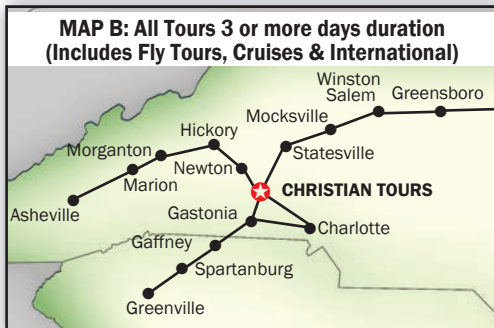 MAP B: All Tours 3 or more days duration
(Includes Fly Tours, Cruises & International)
Winston
Salem
Greensboro
Mocksville
Hickory
Statesville
Morganton
Newton
Marion
CHRISTIAN TOURS
Asheville
Gastonia
Charlotte
Gaffney
Spartanburg
Greenville